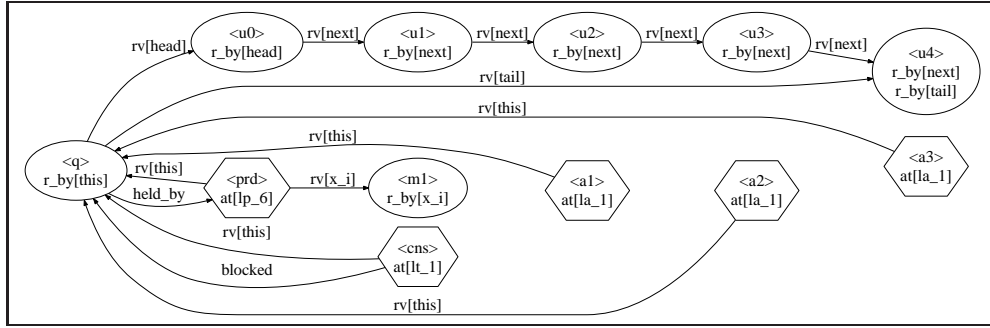 <u0>
r_by[head]
rv[next]
<u1>
r_by[next]
rv[next]
<u2>
r_by[next]
rv[next]
<u3>
r_by[next]
rv[next]
<u4>
r_by[next]
r_by[tail]
rv[head]
rv[tail]
rv[this]
rv[this]
<q>
r_by[this]
rv[this]
held_by
<prd>
at[lp_6]
rv[x_i]
<m1>
r_by[x_i]
<a1>
at[la_1]
<a2>
at[la_1]
<a3>
at[la_1]
rv[this]
<cns>
at[lt_1]
blocked
rv[this]